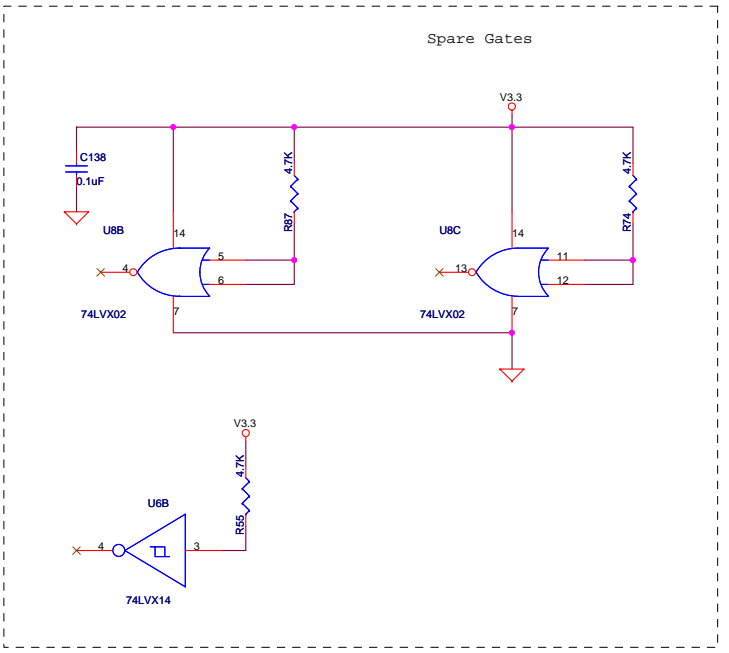 Spare Gates
V3.3
C138
0.1uF
4.7K
R87
4.7K
R74
U8B
14
4
5
6
7
74LVX02
U8C
14
13
11
12
7
74LVX02
V3.3
4.7K
R55
U6B
4
3
74LVX14